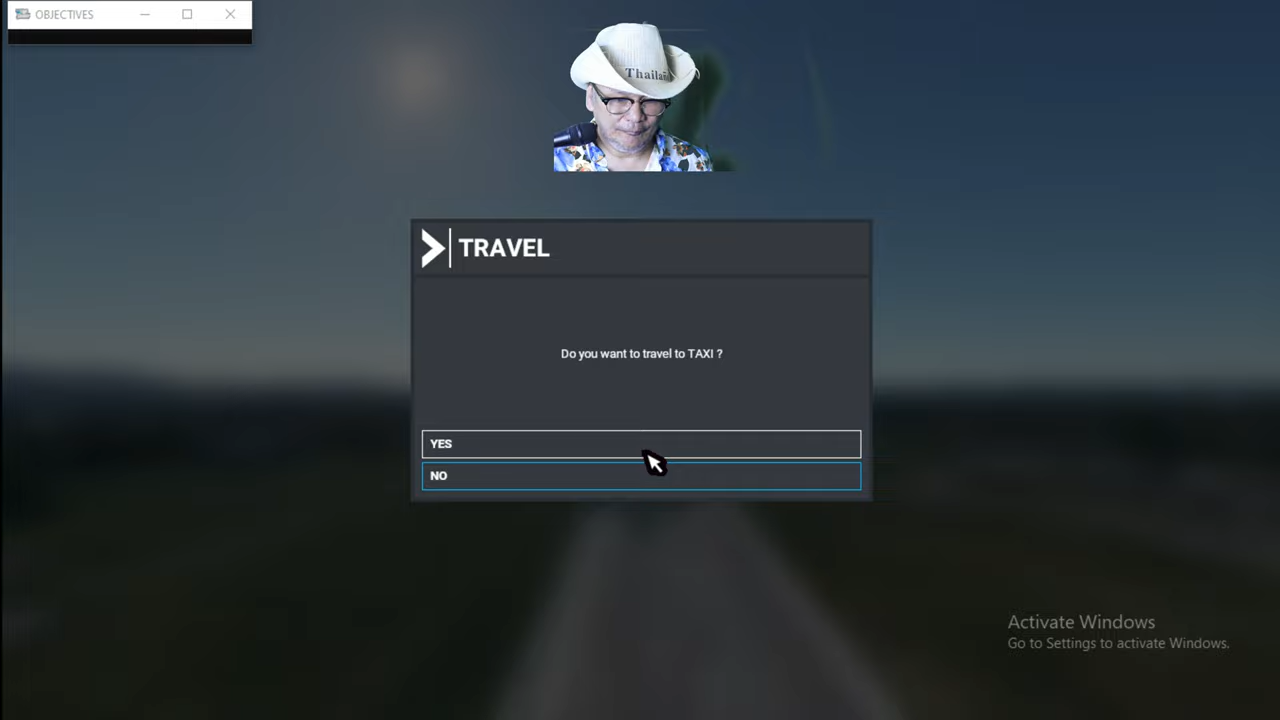 OBJECTIVES
Thailand
TRAVEL
Do you want to travel to TAXI ?
YES
NO
Activate Windows
Go to Settings to activate Windows.